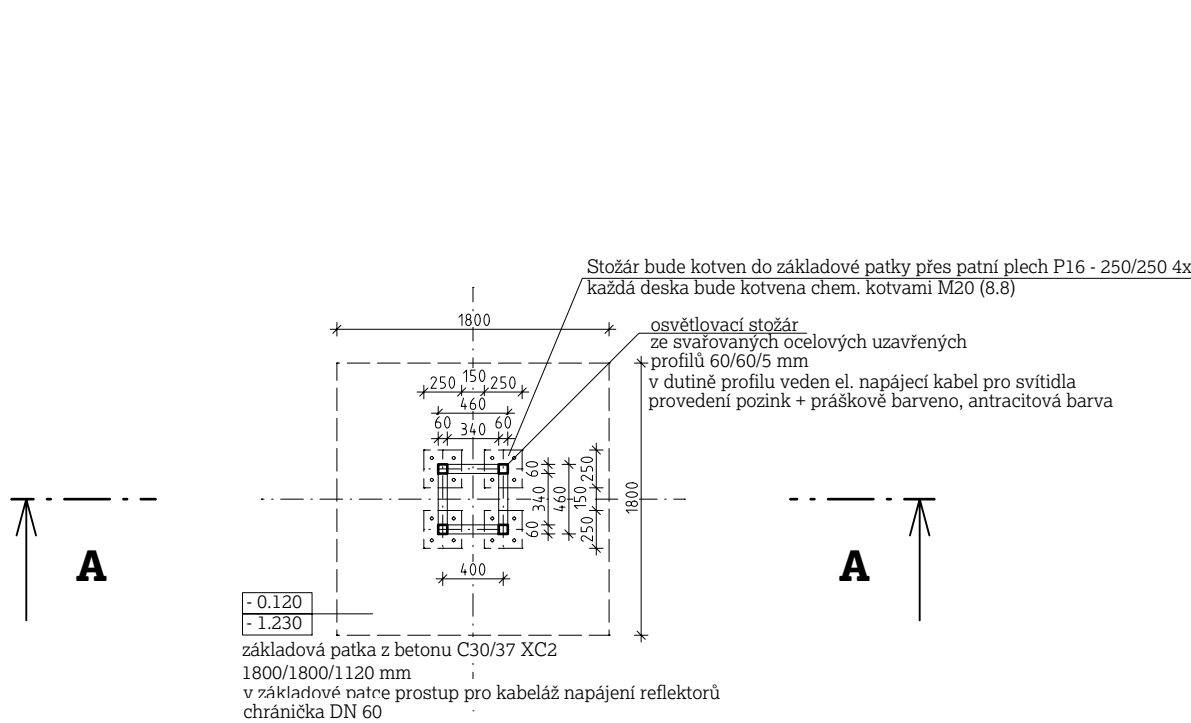 Stožár bude kotven do základové patky přes patní plech P16 - 250/250 4x
každá deska bude kotvena chem. kotvami M20 (8.8)
osvětlovací stožár
ze svařovaných ocelových uzavřených
profilů 60/60/5 mm
v dutině profilu veden el. napájecí kabel pro svítidla
provedení pozink + práškově barveno, antracitová barva
1800
250 150 250
460
60 340 60
60 340 60
460
250 150 250
1800
400
A
A
- 0.120
- 1.230
základová patka z betonu C30/37 XC2
1800/1800/1120 mm
v základové patce prostup pro kabeláž napájení reflektorů
chránička DN 60